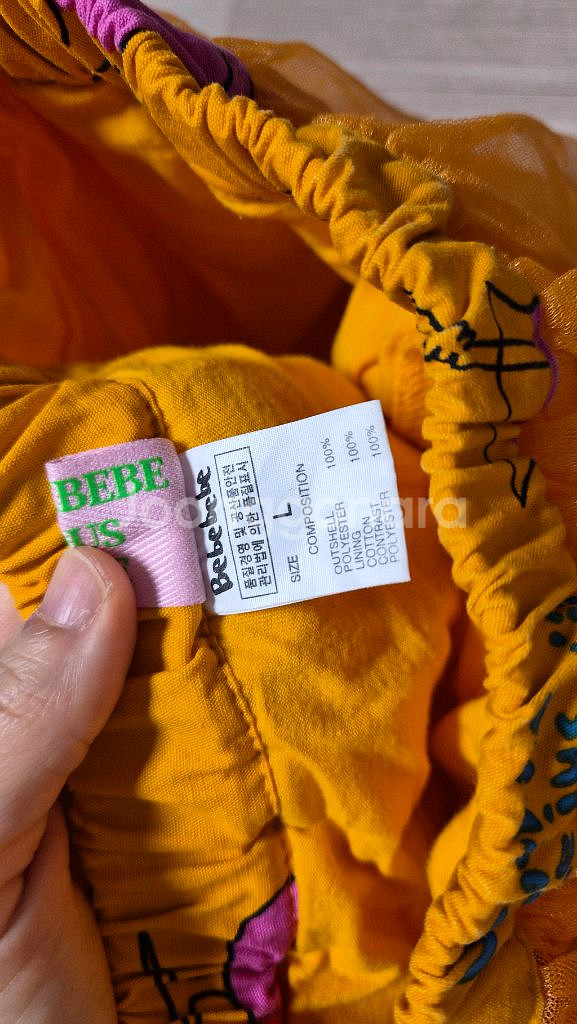 BEBE
US
Bebebebe
품질경영 및 공산품안전
관리법에 의한 품질표시
SIZE L
COMPOSITION
OUTSHELL
POLYESTER 100%
LINING
COTTON 100%
CONTRAST
POLYESTER 100%